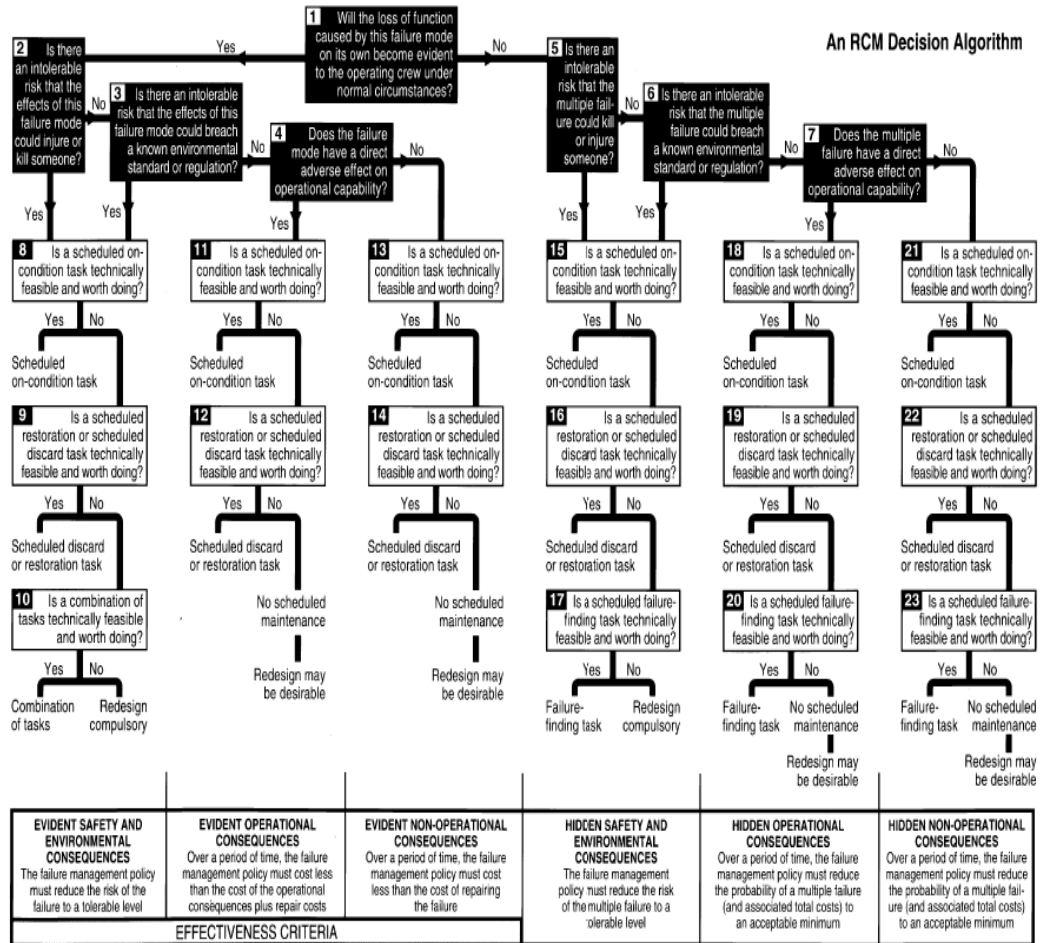 An RCM Decision Algorithm
1 Will the loss of function
caused by this failure mode
on its own become evident
to the operating crew under
normal circumstances?
Yes
No
2 Is there
an intolerable
risk that the
effects of this
failure mode
could injure or
kill someone?
No
Yes
3 Is there an intolerable
risk that the effects of this
failure mode could breach
a known environmental
standard or regulation?
No
Yes
4 Does the failure
mode have a direct
adverse effect on
operational capability?
No
Yes
5 Is there an
intolerable
risk that the
multiple fail-
ure could kill
or injure
someone?
No
Yes
6 Is there an intolerable
risk that the multiple
failure could breach
a known environmental
standard or regulation?
No
Yes
7 Does the multiple
failure have a direct
adverse effect on
operational capability?
No
Yes
8 Is a scheduled on-
condition task technically
feasible and worth doing?
Yes No
Scheduled
on-condition task
9 Is a scheduled
restoration or scheduled
discard task technically
feasible and worth doing?
Yes No
Scheduled discard
or restoration task
10 Is a combination of
tasks technically feasible
and worth doing?
Yes No
Combination
of tasks
Redesign
compulsory
11 Is a scheduled on-
condition task technically
feasible and worth doing?
Yes No
Scheduled
on-condition task
12 Is a scheduled
restoration or scheduled
discard task technically
feasible and worth doing?
Yes No
Scheduled discard
or restoration task
No scheduled
maintenance
Redesign may
be desirable
13 Is a scheduled on-
condition task technically
feasible and worth doing?
Yes No
Scheduled
on-condition task
14 Is a scheduled
restoration or scheduled
discard task technically
feasible and worth doing?
Yes No
Scheduled discard
or restoration task
No scheduled
maintenance
Redesign may
be desirable
15 Is a scheduled on-
condition task technically
feasible and worth doing?
Yes No
Scheduled
on-condition task
16 Is a scheduled
restoration or scheduled
discard task technically
feasible and worth doing?
Yes No
Scheduled discard
or restoration task
17 Is a scheduled failure-
finding task technically
feasible and worth doing?
Yes No
Failure-
finding task
Redesign
compulsory
18 Is a scheduled on-
condition task technically
feasible and worth doing?
Yes No
Scheduled
on-condition task
19 Is a scheduled
restoration or scheduled
discard task technically
feasible and worth doing?
Yes No
Scheduled discard
or restoration task
20 Is a scheduled failure-
finding task technically
feasible and worth doing?
Yes No
Failure-
finding task
No scheduled
maintenance
Redesign may
be desirable
21 Is a scheduled on-
condition task technically
feasible and worth doing?
Yes No
Scheduled
on-condition task
22 Is a scheduled
restoration or scheduled
discard task technically
feasible and worth doing?
Yes No
Scheduled discard
or restoration task
23 Is a scheduled failure-
finding task technically
feasible and worth doing?
Yes No
Failure-
finding task
No scheduled
maintenance
Redesign may
be desirable
EVIDENT SAFETY AND
ENVIRONMENTAL
CONSEQUENCES
The failure management policy
must reduce the risk of the
failure to a tolerable level
EVIDENT OPERATIONAL
CONSEQUENCES
Over a period of time, the failure
management policy must cost less
than the cost of the operational
consequences plus repair costs
EVIDENT NON-OPERATIONAL
CONSEQUENCES
Over a period of time, the failure
management policy must cost
less than the cost of repairing
the failure
HIDDEN SAFETY AND
ENVIRONMENTAL
CONSEQUENCES
The failure management
policy must reduce the risk
of the multiple failure to a
tolerable level
HIDDEN OPERATIONAL
CONSEQUENCES
Over a period of time, the failure
management policy must reduce
the probability of a multiple failure
(and associated total costs) to
an acceptable minimum
HIDDEN NON-OPERATIONAL
CONSEQUENCES
Over a period of time, the failure
management policy must reduce
the probability of a multiple fail-
ure (and associated total costs)
to an acceptable minimum
EFFECTIVENESS CRITERIA